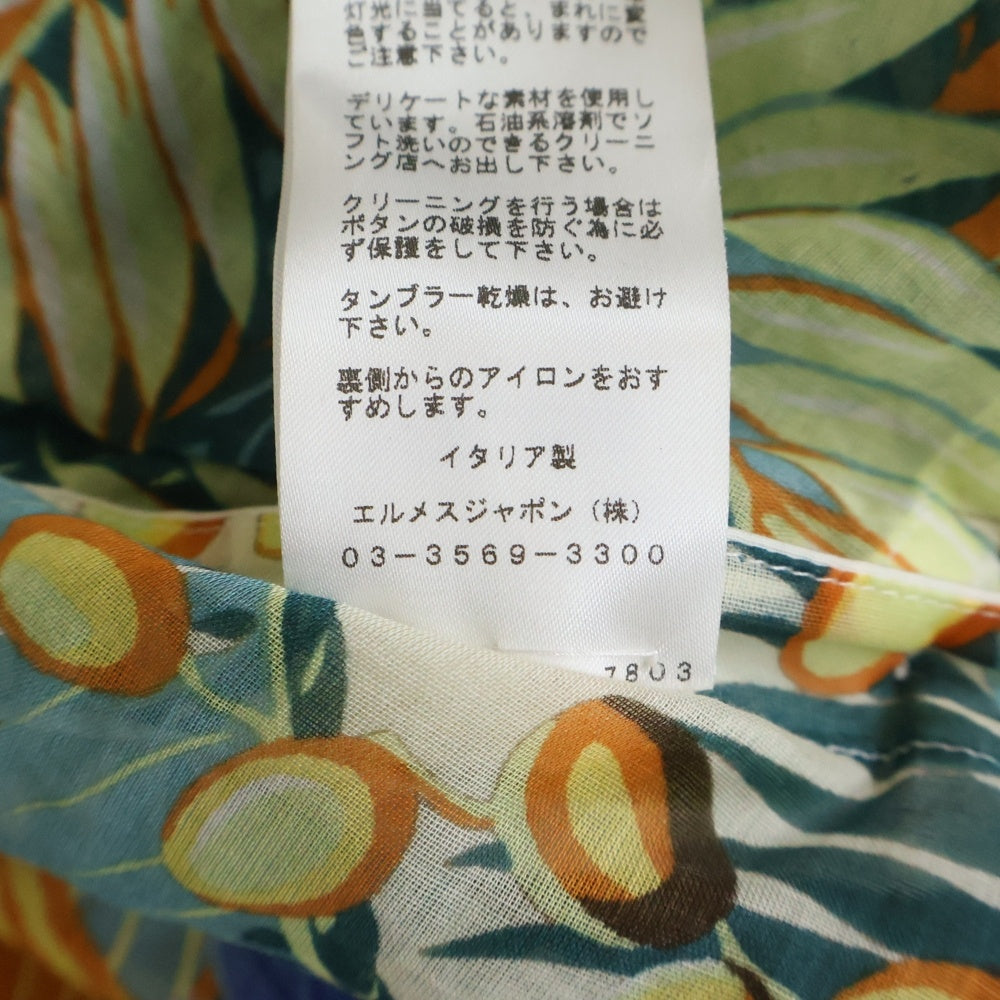 灯光に当てると、まれに変
色することがありますので
ご注意下さい。
デリケートな素材を使用し
ています。石油系溶剤でソ
フト洗いのできるクリーニ
ング店へお出し下さい。
クリーニングを行う場合は
ボタンの破損を防ぐ為に必
ず保護をして下さい。
タンブラー乾燥は、お避け
下さい。
裏側からのアイロンをおす
すめします。
イタリア製
エルメスジャポン（株）
03－3569－3300
7803